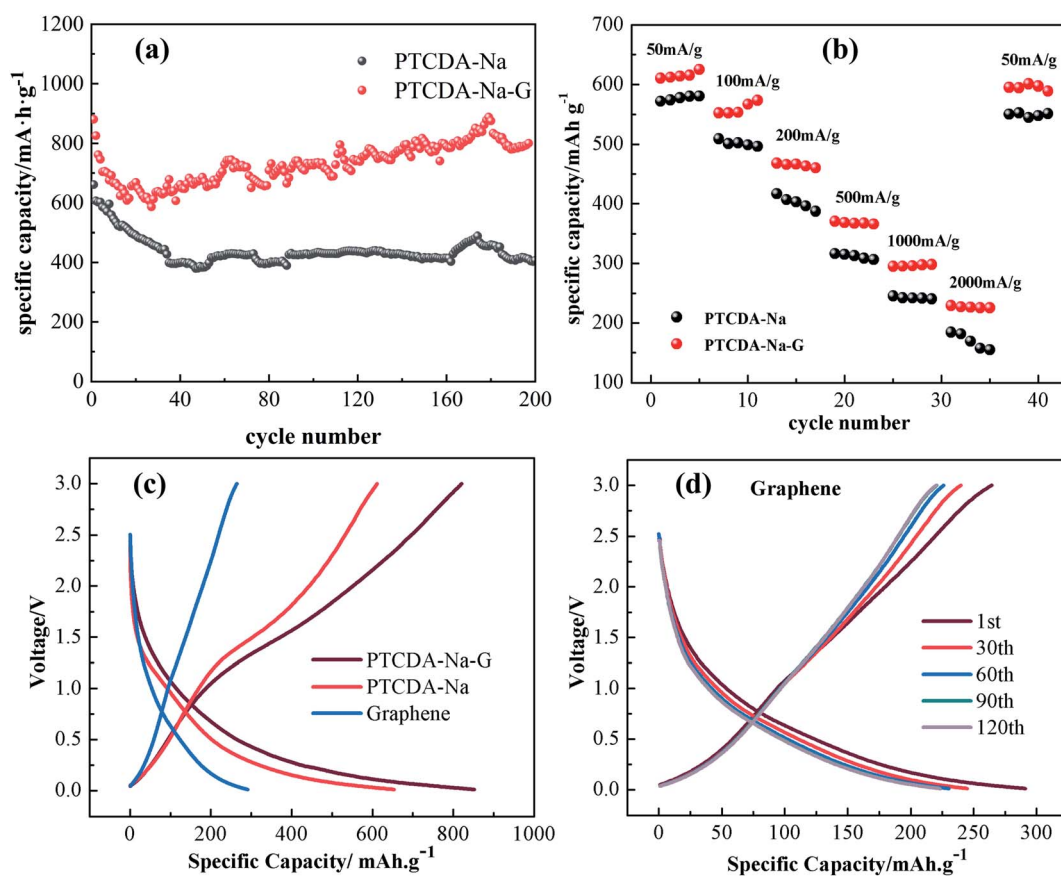 (a)
PTCDA-Na
PTCDA-Na-G
specific capacity/mA·h·g-1
1200
1000
800
600
400
200
0
0 40 80 120 160 200
cycle number
(b)
50mA/g
100mA/g
200mA/g
500mA/g
1000mA/g
2000mA/g
50mA/g
PTCDA-Na
PTCDA-Na-G
specific capacity/mAh g-1
700
600
500
400
300
200
100
0 10 20 30 40
cycle number
(c)
PTCDA-Na-G
PTCDA-Na
Graphene
Voltage/V
3.0
2.5
2.0
1.5
1.0
0.5
0.0
0 200 400 600 800 1000
Specific Capacity/ mAh.g-1
(d)
Graphene
1st
30th
60th
90th
120th
Voltage/V
3.0
2.5
2.0
1.5
1.0
0.5
0.0
0 50 100 150 200 250 300
Specific Capacity/mAh.g-1